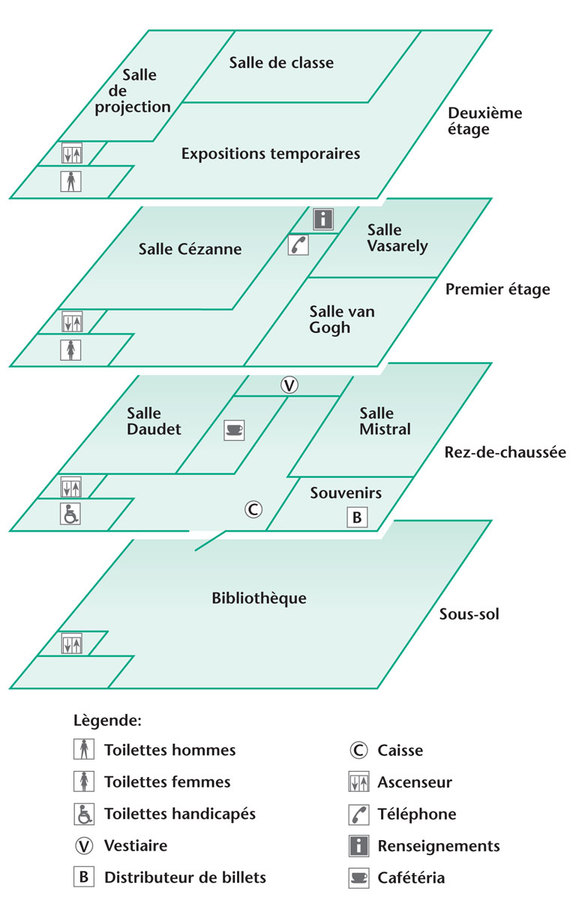 Salle
de
projection
Salle de classe
Expositions temporaires
Deuxième
étage
Salle Cézanne
i
Salle
Vasarely
Salle van
Gogh
Premier étage
V
Salle
Daudet
Salle
Mistral
Rez-de-chaussée
Souvenirs
C
B
Bibliothèque
Sous-sol
Lègende:
Toilettes hommes
Toilettes femmes
Toilettes handicapés
V Vestiaire
B Distributeur de billets
C Caisse
Ascenseur
Téléphone
i Renseignements
Cafétéria